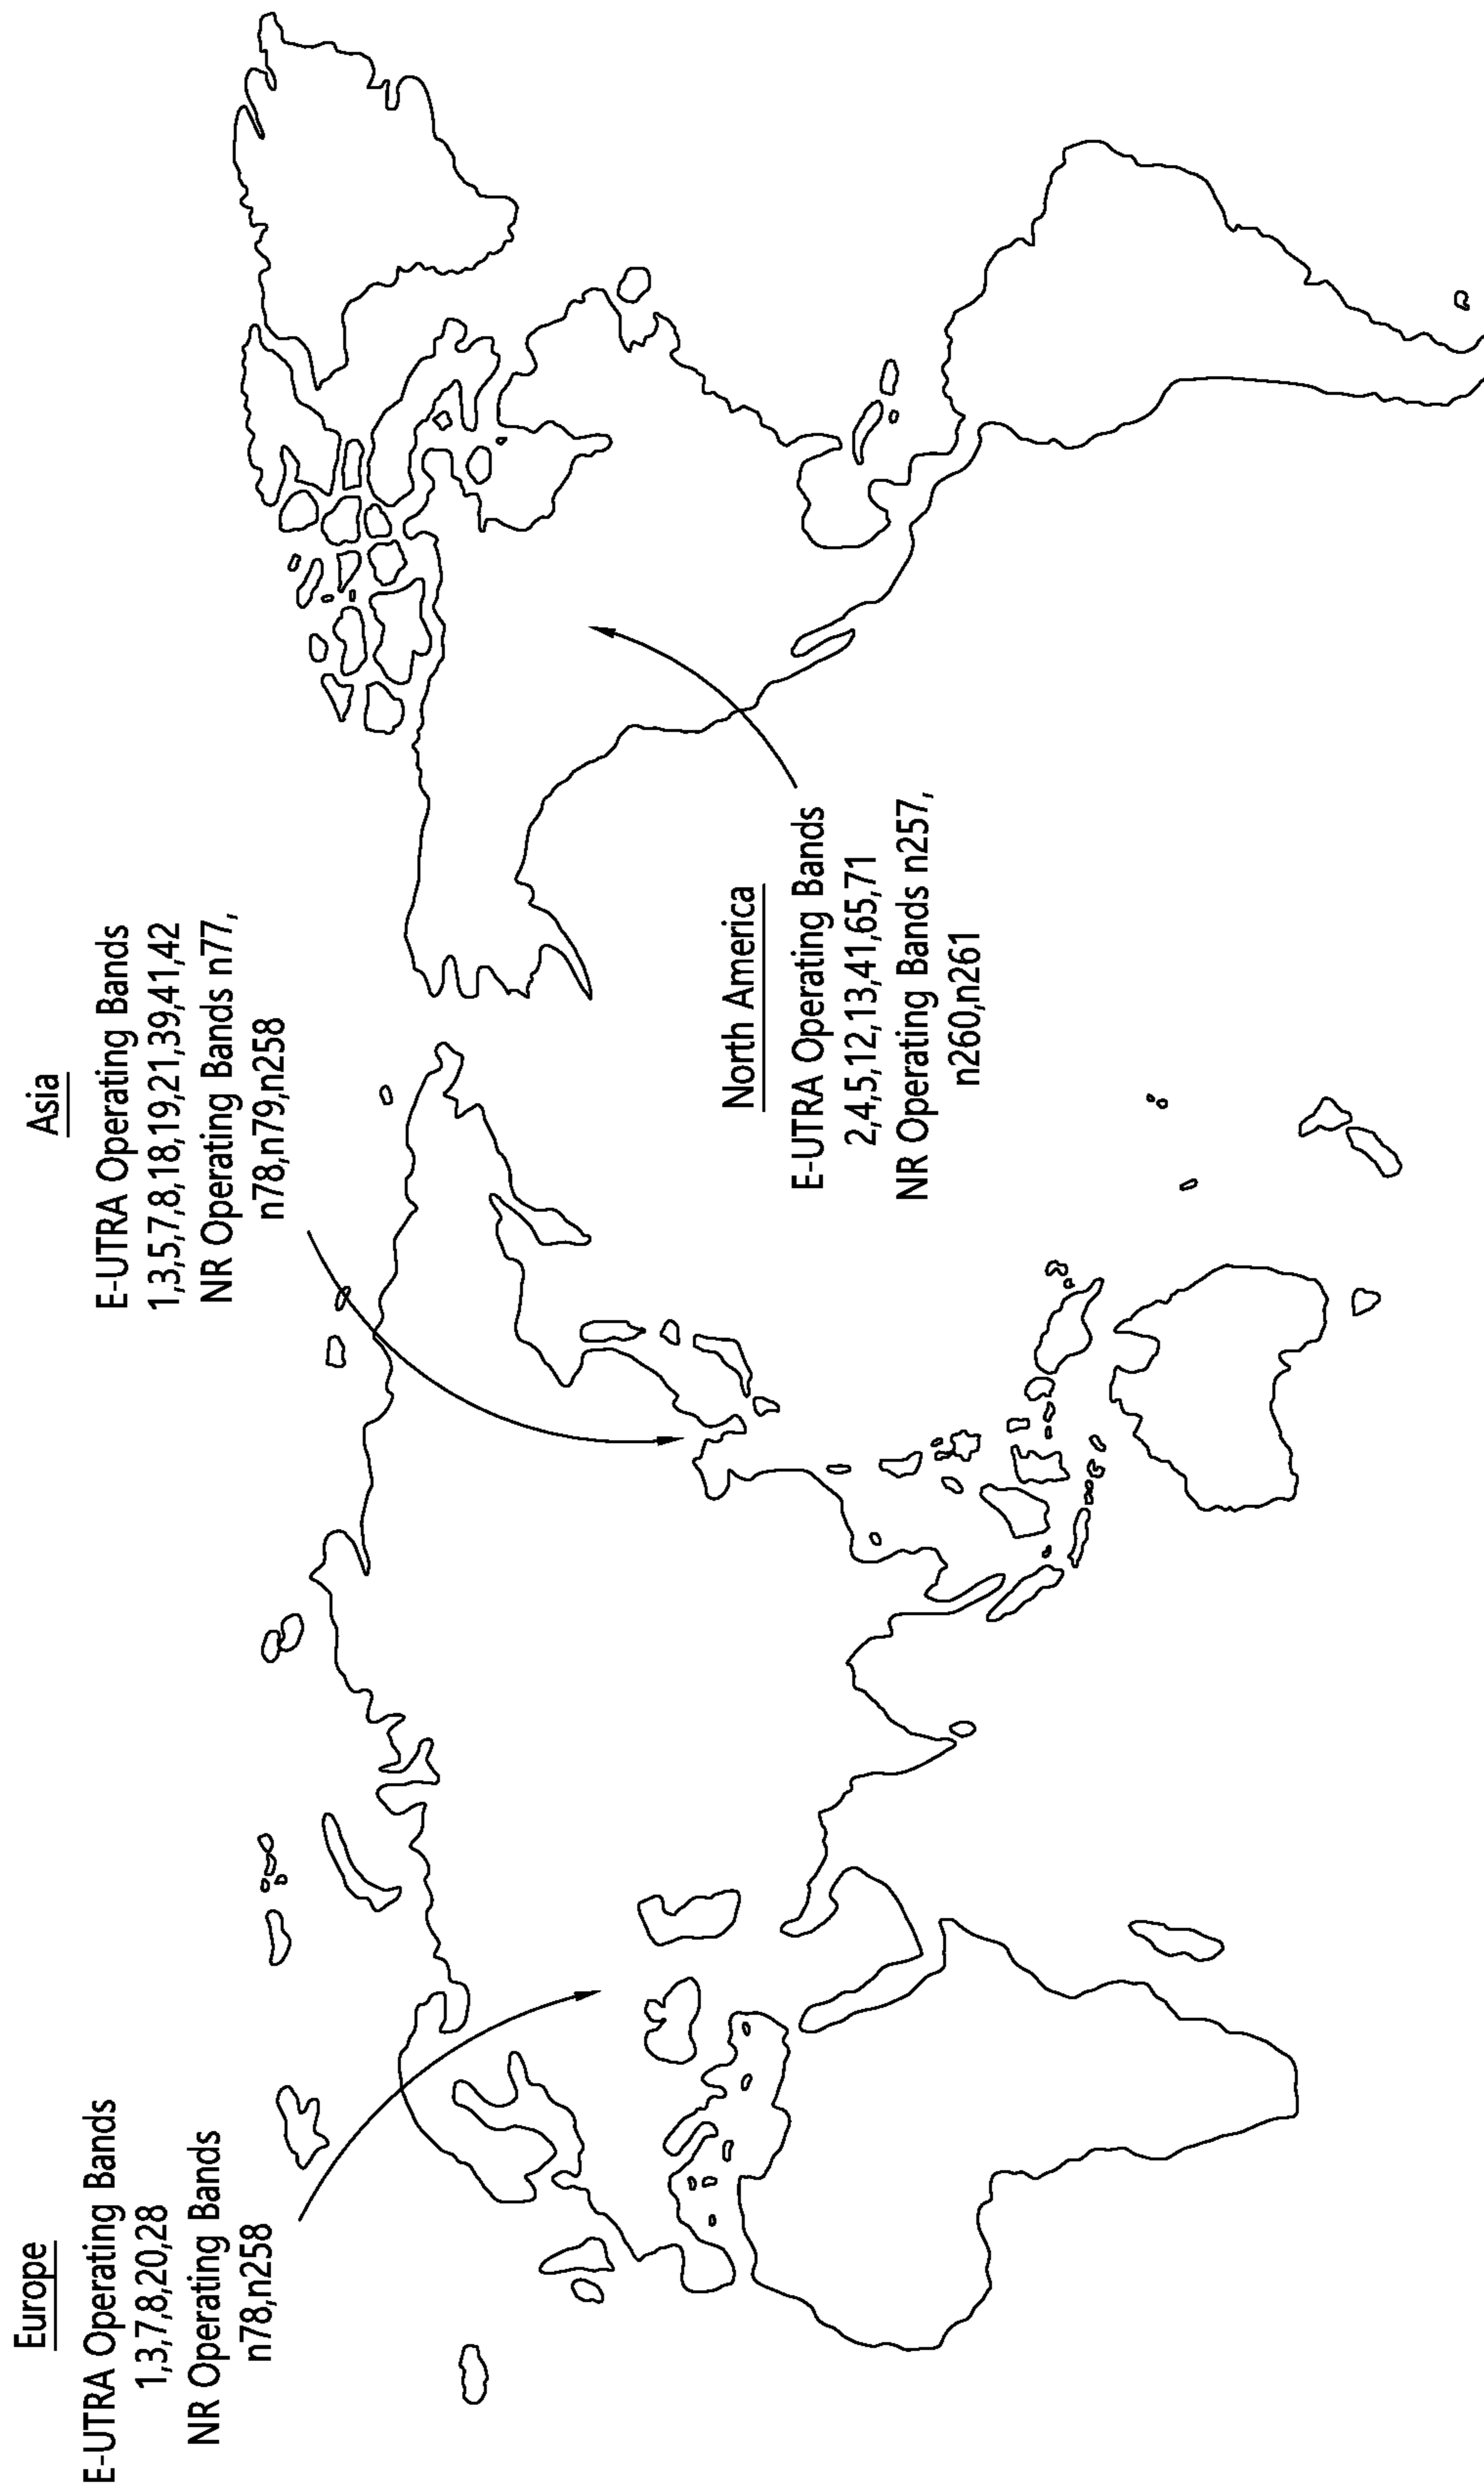 Europe
E-UTRA Operating Bands
1,3,7,8,20,28
NR Operating Bands
n78,n258
Asia
E-UTRA Operating Bands
1,3,5,7,8,18,19,21,39,41,42
NR Operating Bands n77,
n78,n79,n258
North America
E-UTRA Operating Bands
2,4,5,12,13,41,65,71
NR Operating Bands n257,
n260,n261